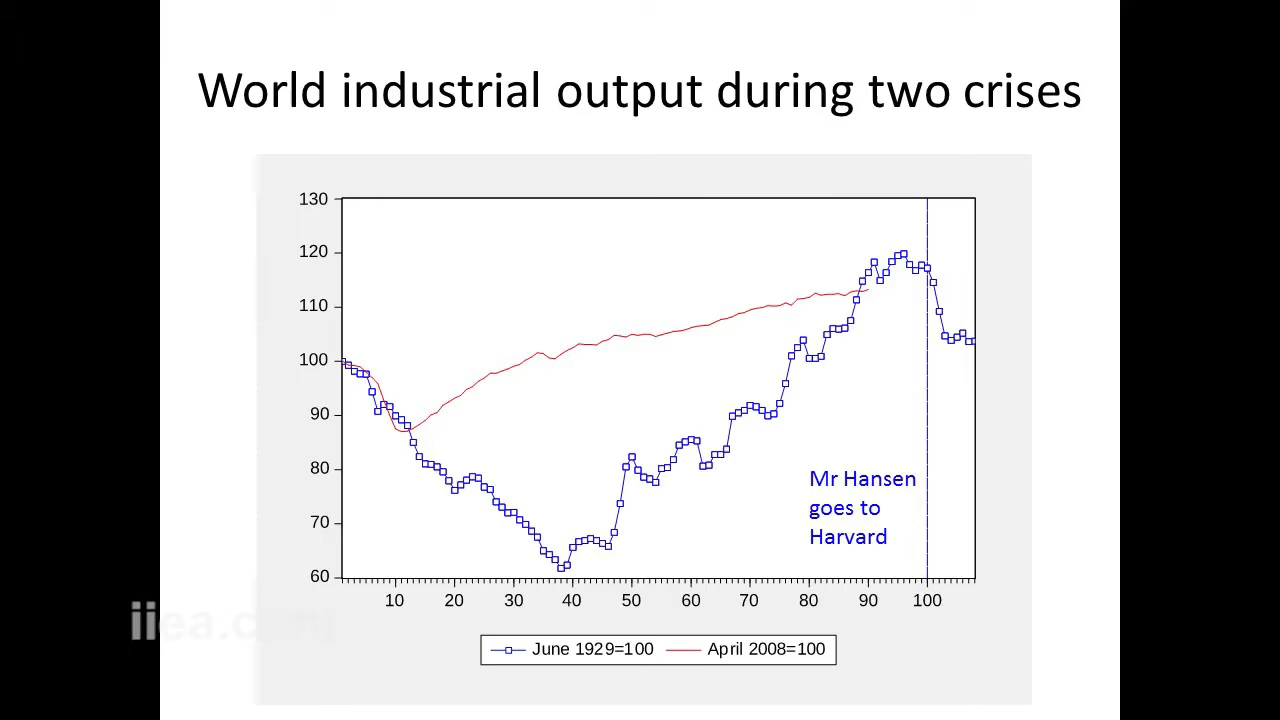 World industrial output during two crises
130
120
110
100
90
80
70
60
Mr Hansen
goes to
Harvard
10 20 30 40 50 60 70 80 90 100
June 1929=100 April 2008=100